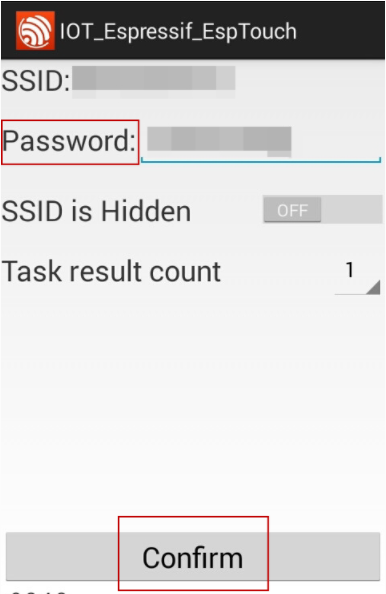 IOT_Espressif_EspTouch
SSID:
Password:
SSID is Hidden OFF
Task result count 1
Confirm